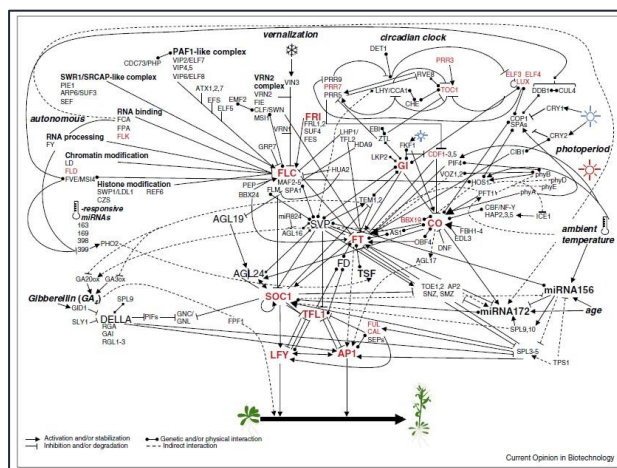 vernalization
circadian clock
PAF1-like complex
VIP2/ELF7
VIP4,5
VIP6/ELF8
CDC73/PHP
DET1
PRR3
SWR1/SRCAP-like complex
PIE1
ARP6/SUF3
SEF
ATX1,2,7
EFS
ELF5
EMF2
VRN2 complex
VRN2
FIE
CLF/SWN
MSI1
VIN3
VRN1
PRR9
PRR7
PRR5
LHY/CCA1
RVE8
CHE
TOC1
ELF3 ELF4
LUX
DDB1
CUL4
COP1
SPAs
CRY1
CRY2
CIB1
photoperiod
autonomous
RNA binding
FCA
FPA
FLK
RNA processing
FY
FRI
FRL1,2
SUF4
FES
GRP7
LHP1/
TFL2
HDA9
EBI
ZTL
LKP2
FKF1
GI
CDF1-3,5
PIF4
VOZ1,2
HOS1
PFT1
phyB
phyD
phyA
phyE
Chromatin modification
LD
FLD
FVE/MSI4
Histone modification
SWP1/LDL1
CZS
REF6
FLC
MAF2-5
FLM
SPA1
HUA2
PEP
BBX24
TEM1,2
BBX19
CO
CBF/NF-Y
HAP2,3,5
ICE1
-responsive
miRNAs
163
169
398
399
PHO2
AGL19
miR824
AGL16
SVP
FT
AS1
OBF4
DNF
FBH1-4
EDL3
AGL17
ambient
temperature
GA20ox
GA3ox
AGL24
FD
TSF
Gibberellin (GA4)
GID1
SLY1
SPL9
DELLA
RGA
GAI
RGL1-3
PIFs
GNC/
GNL
FPF1
SOC1
TFL1
TOE1,2
SNZ, SMZ
AP2
miRNA156
miRNA172
age
SPL9,10
SPL3-5
TPS1
FUL
CAL
SEPs
LFY
AP1
Activation and/or stabilization
Inhibition and/or degradation
Genetic and/or physical interaction
Indirect interaction
Current Opinion in Biotechnology